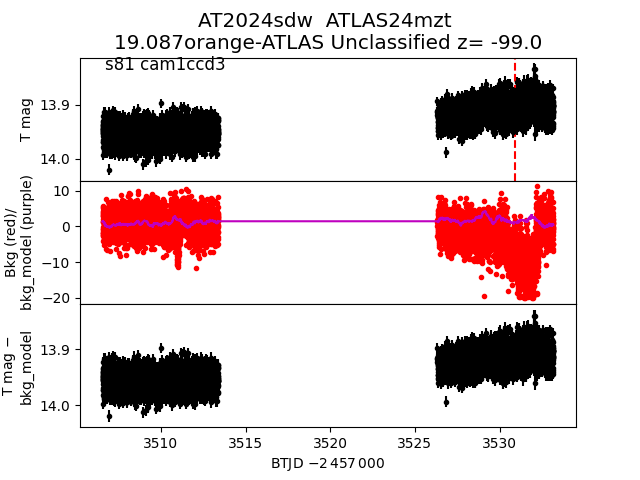 AT2024sdw  ATLAS24mzt
19.087orange-ATLAS Unclassified z= -99.0
s81 cam1ccd3
T mag
13.9
14.0
Bkg (red)/
bkg_model (purple)
10
0
−10
−20
T mag −
bkg_model
13.9
14.0
3510
3515
3520
3525
3530
BTJD −2 457 000